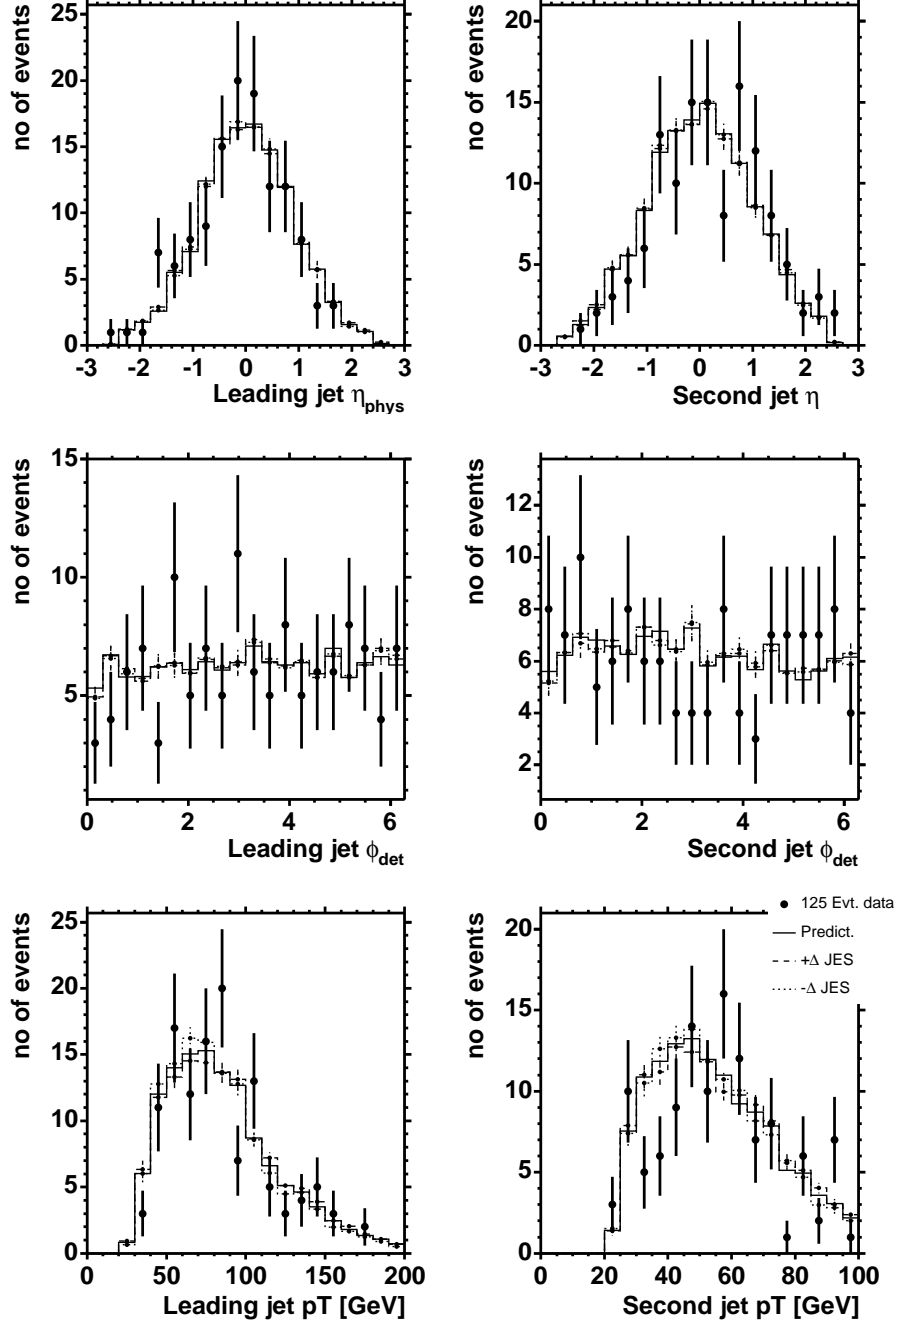 no of events
25
20
15
10
5
0
-3 -2 -1 0 1 2 3
Leading jet ηphys
no of events
20
15
10
5
0
-3 -2 -1 0 1 2 3
Second jet η
no of events
15
10
5
0 2 4 6
Leading jet ϕdet
no of events
12
10
8
6
4
2
0 2 4 6
Second jet ϕdet
no of events
25
20
15
10
5
0
0 50 100 150 200
Leading jet pT [GeV]
no of events
20
15
10
5
0
0 20 40 60 80 100
Second jet pT [GeV]
125 Evt. data
Predict.
+Δ JES
-Δ JES